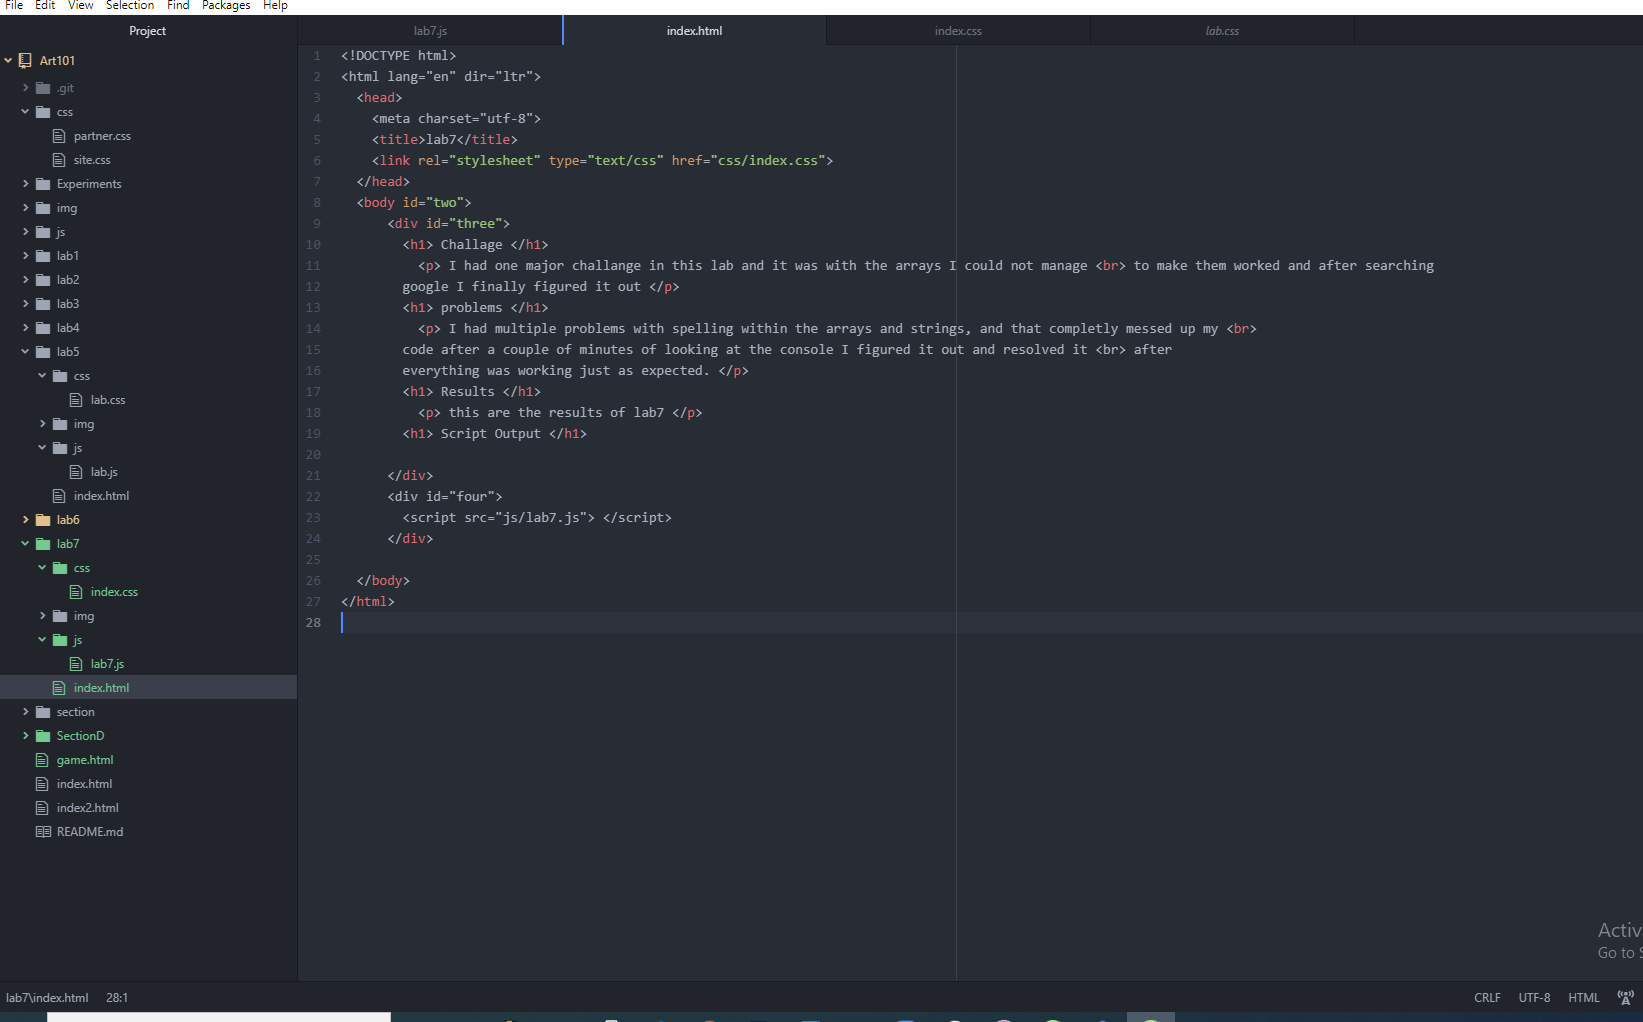 File Edit View Selection Find Packages Help
Project
lab7.js index.html index.css lab.css
Art101
.git
css
partner.css
site.css
Experiments
img
js
lab1
lab2
lab3
lab4
lab5
css
lab.css
img
js
lab.js
index.html
lab6
lab7
css
index.css
img
js
lab7.js
index.html
section
SectionD
game.html
index.html
index2.html
README.md
1 <!DOCTYPE html>
2 <html lang="en" dir="ltr">
3 <head>
4 <meta charset="utf-8">
5 <title>lab7</title>
6 <link rel="stylesheet" type="text/css" href="css/index.css">
7 </head>
8 <body id="two">
9 <div id="three">
10 <h1> Challage </h1>
11 <p> I had one major challange in this lab and it was with the arrays I could not manage <br> to make them worked and after searching
12 google I finally figured it out </p>
13 <h1> problems </h1>
14 <p> I had multiple problems with spelling within the arrays and strings, and that completly messed up my <br>
15 code after a couple of minutes of looking at the console I figured it out and resolved it <br> after
16 everything was working just as expected. </p>
17 <h1> Results </h1>
18 <p> this are the results of lab7 </p>
19 <h1> Script Output </h1>
20
21 </div>
22 <div id="four">
23 <script src="js/lab7.js"> </script>
24 </div>
25
26 </body>
27 </html>
28
Activ
Go to S
lab7\index.html 28:1 CRLF UTF-8 HTML